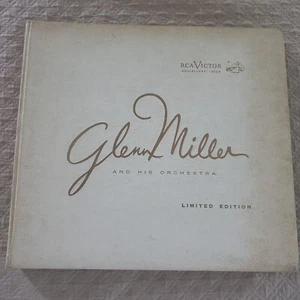 RCA VICTOR
Glenn Miller
AND HIS ORCHESTRA
LIMITED EDITION